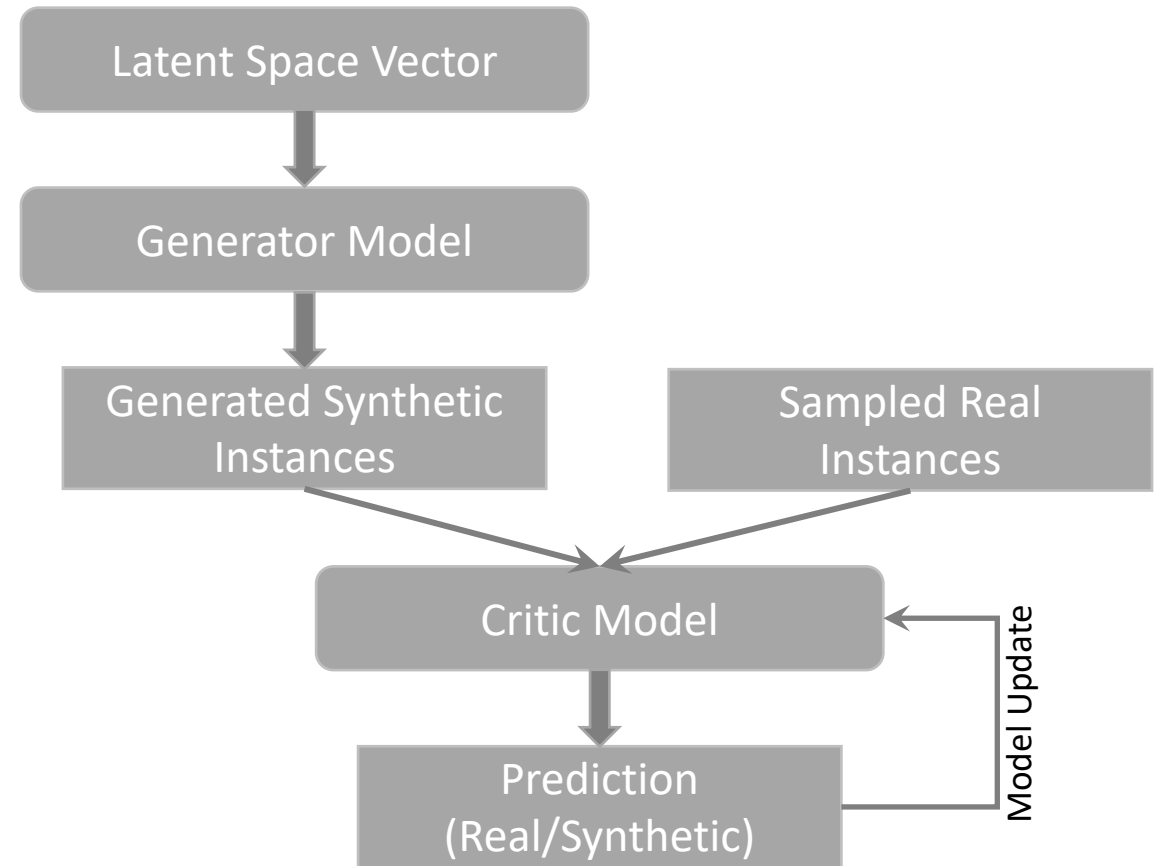 Latent Space Vector
Generator Model
Generated Synthetic
Instances
Sampled Real
Instances
Critic Model
Model Update
Prediction
(Real/Synthetic)